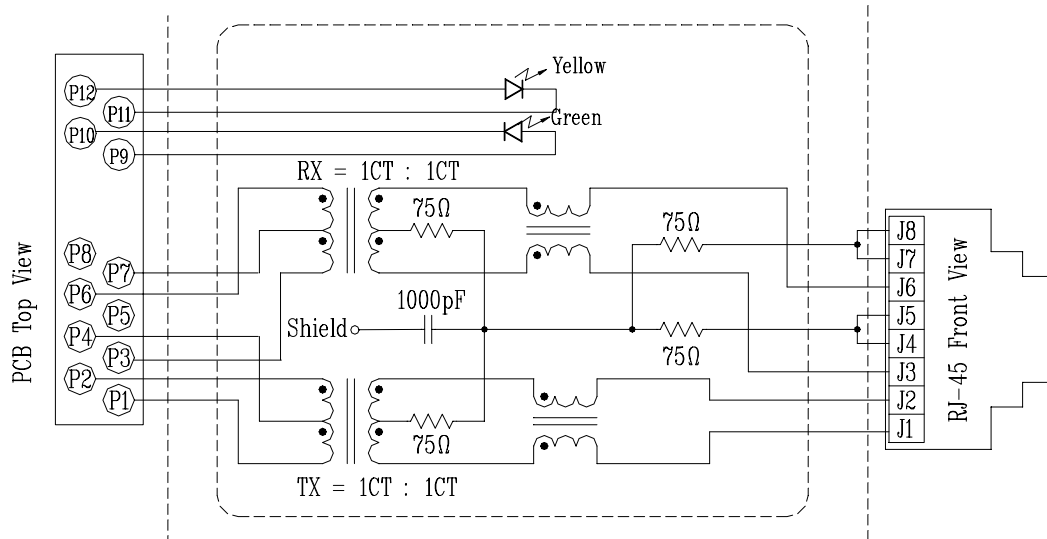 PCB Top View
P12
P11
P10
P9
P8
P7
P6
P5
P4
P3
P2
P1
Yellow
Green
RX = 1CT : 1CT
75Ω
75Ω
1000pF
Shield
75Ω
75Ω
TX = 1CT : 1CT
J8
J7
J6
J5
J4
J3
J2
J1
RJ-45 Front View